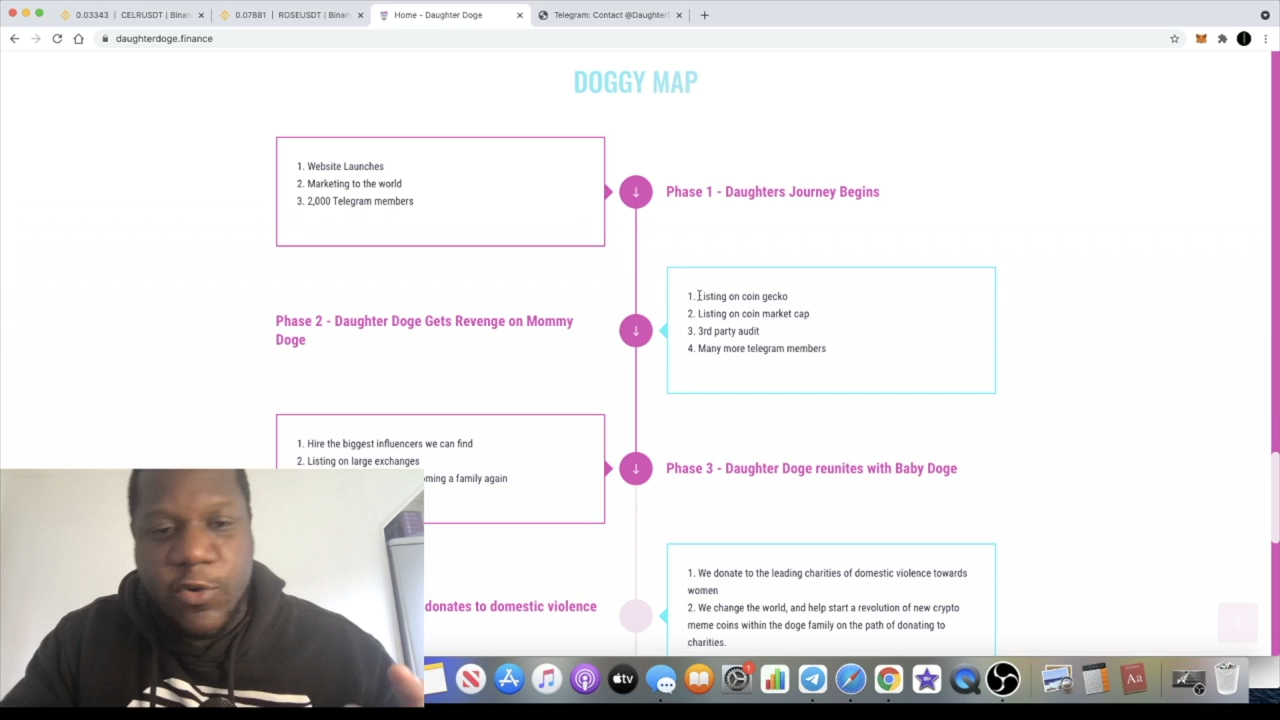 0.03343 | CELRUSDT | Binan
0.07881 | ROSEUSDT | Binan
Home - Daughter Doge
Telegram: Contact @Daughter
daughterdoge.finance
DOGGY MAP
1. Website Launches
2. Marketing to the world
3. 2,000 Telegram members
Phase 1 - Daughters Journey Begins
Phase 2 - Daughter Doge Gets Revenge on Mommy
Doge
1. Listing on coin gecko
2. Listing on coin market cap
3. 3rd party audit
4. Many more telegram members
1. Hire the biggest influencers we can find
2. Listing on large exchanges
oming a family again
Phase 3 - Daughter Doge reunites with Baby Doge
donates to domestic violence
1. We donate to the leading charities of domestic violence towards
women
2. We change the world, and help start a revolution of new crypto
meme coins within the doge family on the path of donating to
charities.
tv
1
Aa